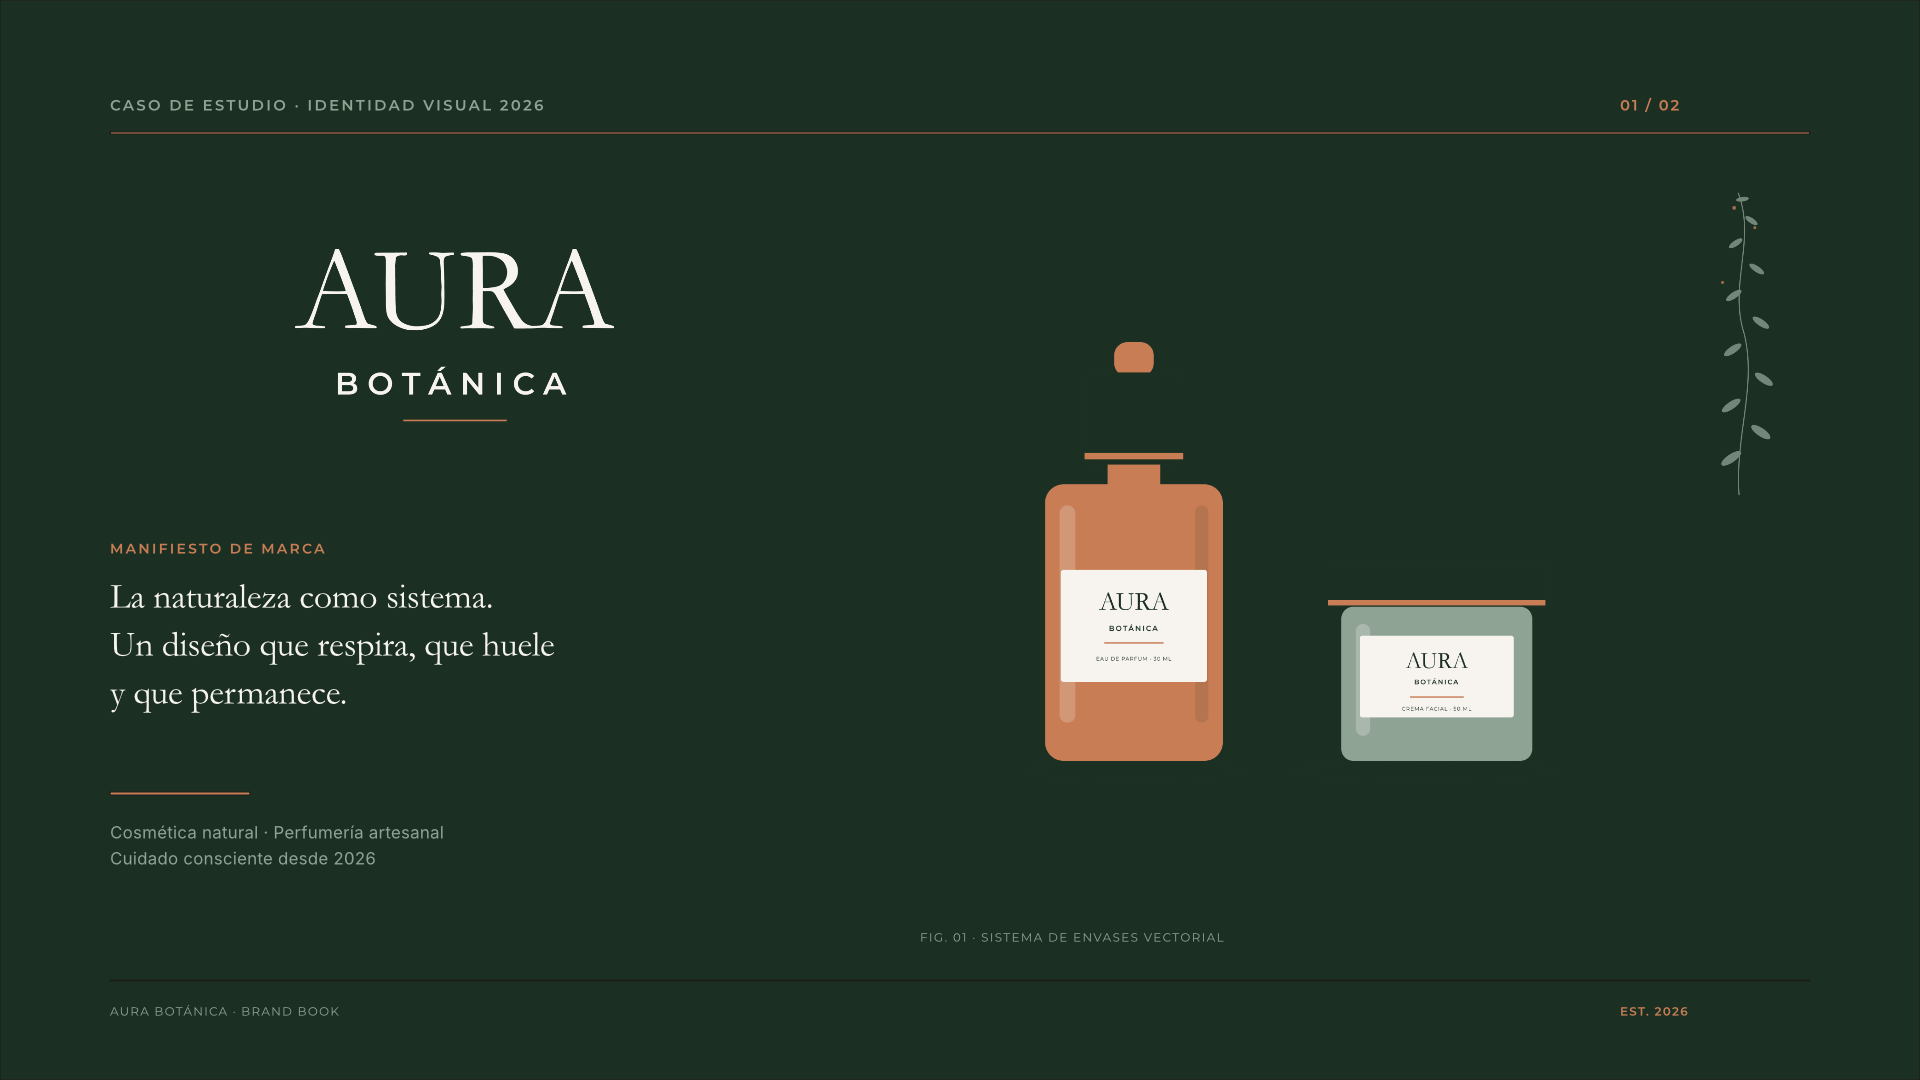 CASO DE ESTUDIO · IDENTIDAD VISUAL 2026
01 / 02
AURA
BOTÁNICA
MANIFIESTO DE MARCA
La naturaleza como sistema.
Un diseño que respira, que huele
y que permanece.
Cosmética natural · Perfumería artesanal
Cuidado consciente desde 2026
AURA
BOTÁNICA
EAU DE PARFUM · 30 ML
AURA
BOTÁNICA
CREMA FACIAL · 50 ML
FIG. 01 · SISTEMA DE ENVASES VECTORIAL
AURA BOTÁNICA · BRAND BOOK
EST. 2026